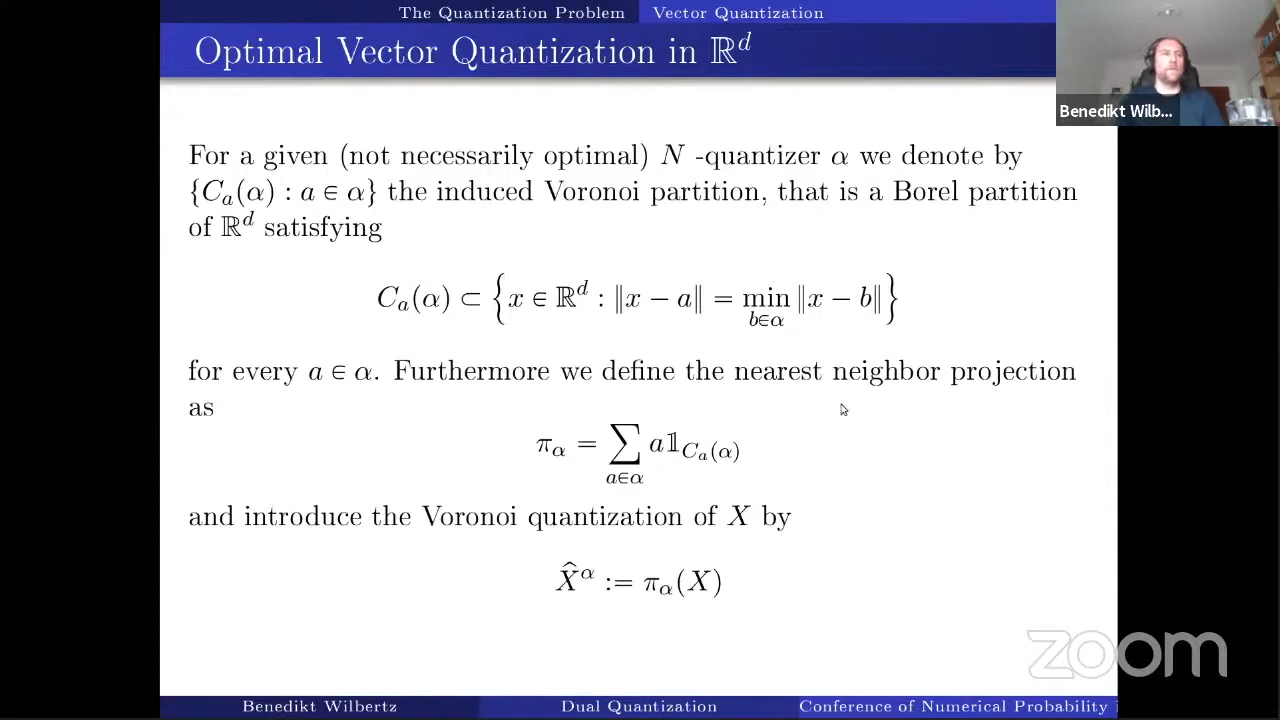 The Quantization Problem Vector Quantization
Optimal Vector Quantization in ℝ^d
Benedikt Wilb...
For a given (not necessarily optimal) N -quantizer α we denote by
{C_a(α) : a ∈ α} the induced Voronoi partition, that is a Borel partition
of ℝ^d satisfying
C_a(α) ⊂ {x ∈ ℝ^d : ‖x − a‖ = min_{b∈α} ‖x − b‖}
for every a ∈ α. Furthermore we define the nearest neighbor projection
as
π_α = ∑_{a∈α} a𝟙_{C_a(α)}
and introduce the Voronoi quantization of X by
X̂^α := π_α(X)
zoom
Benedikt Wilbertz Dual Quantization Conference of Numerical Probability